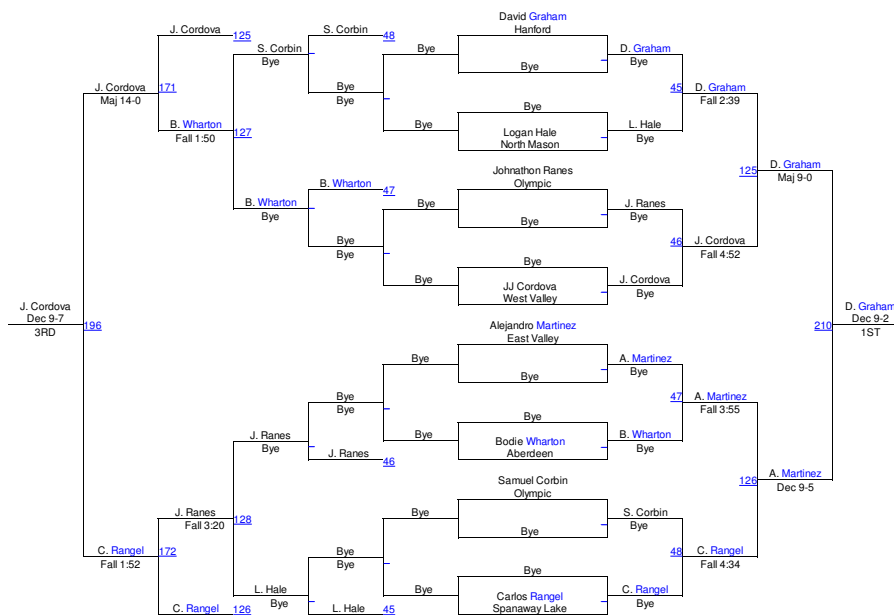 David Graham
Hanford
J. Cordova
125
S. Corbin
48
S. Corbin
Bye
Bye
D. Graham
Bye
Bye
J. Cordova
Maj 14-0
171
Bye
Bye
45
D. Graham
Fall 2:39
Bye
B. Wharton
Fall 1:50
127
Bye
Logan Hale
North Mason
L. Hale
Bye
Johnathon Ranes
Olympic
125
D. Graham
Maj 9-0
B. Wharton
47
B. Wharton
Bye
Bye
J. Ranes
Bye
Bye
Bye
46
J. Cordova
Fall 4:52
Bye
Bye
JJ Cordova
West Valley
J. Cordova
Bye
J. Cordova
Dec 9-7
3RD
196
210
D. Graham
Dec 9-2
1ST
Alejandro Martinez
East Valley
Bye
A. Martinez
Bye
Bye
Bye
Bye
47
A. Martinez
Fall 3:55
Bye
J. Ranes
Bye
Bye
Bodie Wharton
Aberdeen
B. Wharton
Bye
J. Ranes
46
126
A. Martinez
Dec 9-5
Samuel Corbin
Olympic
J. Ranes
Fall 3:20
128
S. Corbin
Bye
Bye
C. Rangel
Fall 1:52
172
Bye
Bye
48
C. Rangel
Fall 4:34
Bye
L. Hale
Bye
Bye
Carlos Rangel
Spanaway Lake
C. Rangel
Bye
C. Rangel
126
L. Hale
45